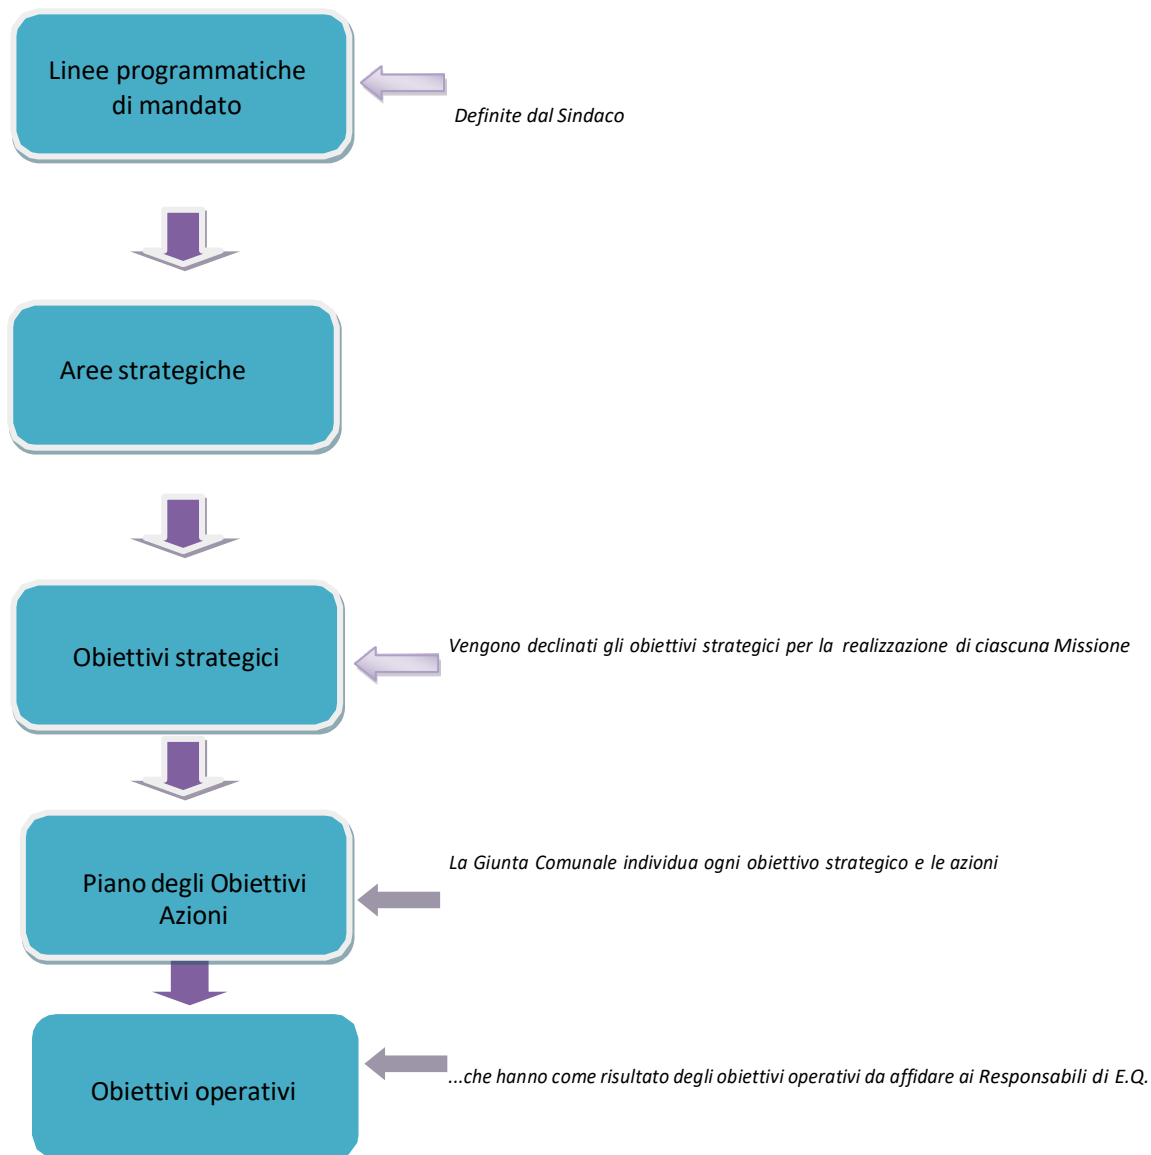 Linee programmatiche
di mandato
Definite dal Sindaco
Aree strategiche
Obiettivi strategici
Vengono declinati gli obiettivi strategici per la realizzazione di ciascuna Missione
Piano degli Obiettivi
Azioni
La Giunta Comunale individua ogni obiettivo strategico e le azioni
Obiettivi operativi
...che hanno come risultato degli obiettivi operativi da affidare ai Responsabili di E.Q.